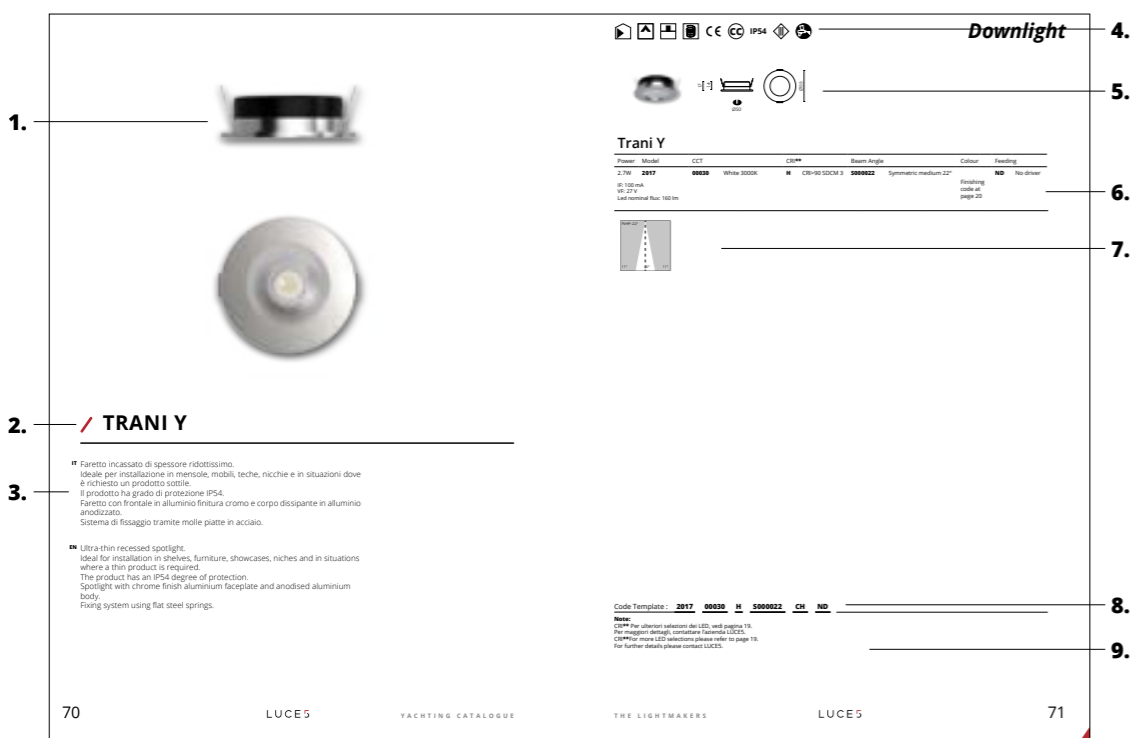 1.
2.
TRANI Y
3.
IT Faretto incassato di spessore ridottissimo.
Ideale per installazione in mensole, mobili, teche, nicchie e in situazioni dove
è richiesto un prodotto sottile.
Il prodotto ha grado di protezione IP54.
Faretto con frontale in alluminio finitura cromo e corpo dissipante in alluminio
anodizzato.
Sistema di fissaggio tramite molle piatte in acciaio.
EN Ultra-thin recessed spotlight.
Ideal for installation in shelves, furniture, showcases, niches and in situations
where a thin product is required.
The product has an IP54 degree of protection.
Spotlight with chrome finish aluminium faceplate and anodised aluminium
body.
Fixing system using flat steel springs.
70 LUCE5 YACHTING CATALOGUE
CE CC IP54 Downlight 4.
5.
Trani Y
Power Model CCT CRI** Beam Angle Colour Feeding
2.7W 2017 00030 White 3000K H CRI>90 SDCM 3 S000022 Symmetric medium 22° ND No driver
IF: 100 mA
VF: 27 V
Led nominal flux: 160 lm
Finishing
code at
page 20
6.
7.
Code Template : 2017 00030 H S000022 CH ND 8.
Note:
CRI** Per ulteriori selezioni dei LED, vedi pagina 19.
Per maggiori dettagli, contattare l'azienda LUCE5.
CRI**For more LED selections please refer to page 19.
For further details please contact LUCE5.
9.
THE LIGHTMAKERS LUCE5 71